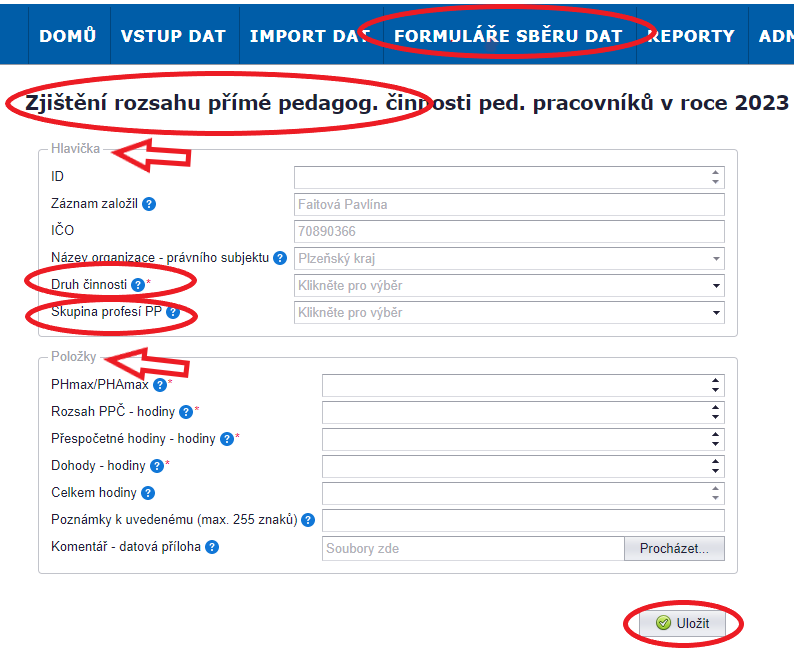 DOMŮ VSTUP DAT IMPORT DAT FORMULÁŘE SBĚRU DAT REPORTY ADM
Zjištění rozsahu přímé pedagog. činnosti ped. pracovníků v roce 2023
Hlavička
ID
Záznam založil ? Faitová Pavlína
IČO 70890366
Název organizace - právního subjektu ? Plzeňský kraj
Druh činnosti ?* Klikněte pro výběr
Skupina profesí PP ? Klikněte pro výběr
Položky
PHmax/PHAmax ?*
Rozsah PPČ - hodiny ?*
Přespočetné hodiny - hodiny ?*
Dohody - hodiny ?*
Celkem hodiny ?
Poznámky k uvedenému (max. 255 znaků) ?
Komentář - datová příloha ? Soubory zde Procházet...
Uložit